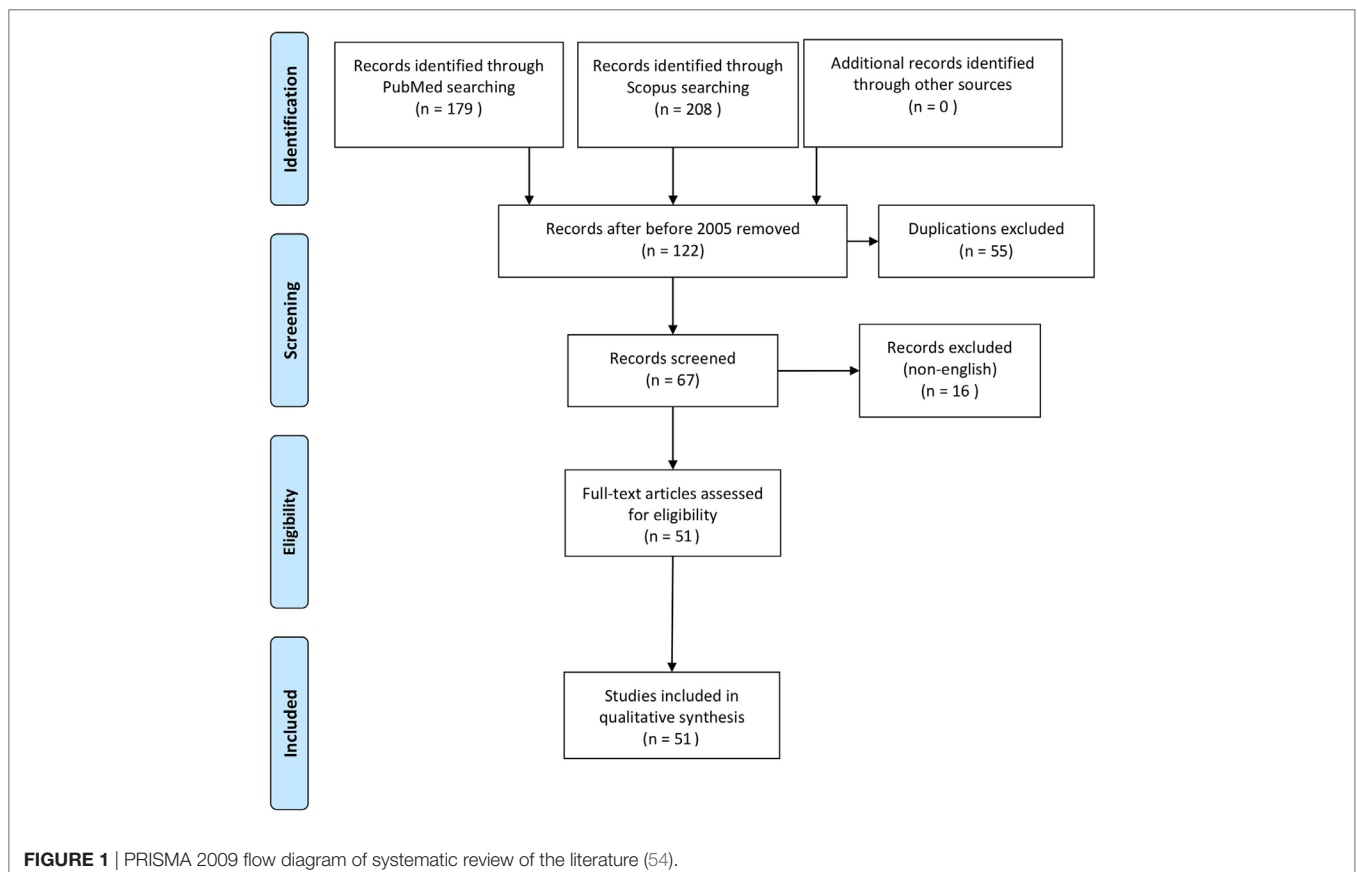 Identification
Records identified through
PubMed searching
(n = 179 )
Records identified through
Scopus searching
(n = 208 )
Additional records identified
through other sources
(n = 0 )
Records after before 2005 removed
(n = 122)
Duplications excluded
(n = 55)
Screening
Records screened
(n = 67)
Records excluded
(non-english)
(n = 16 )
Eligibility
Full-text articles assessed
for eligibility
(n = 51 )
Included
Studies included in
qualitative synthesis
(n = 51 )
FIGURE 1 | PRISMA 2009 flow diagram of systematic review of the literature (54).